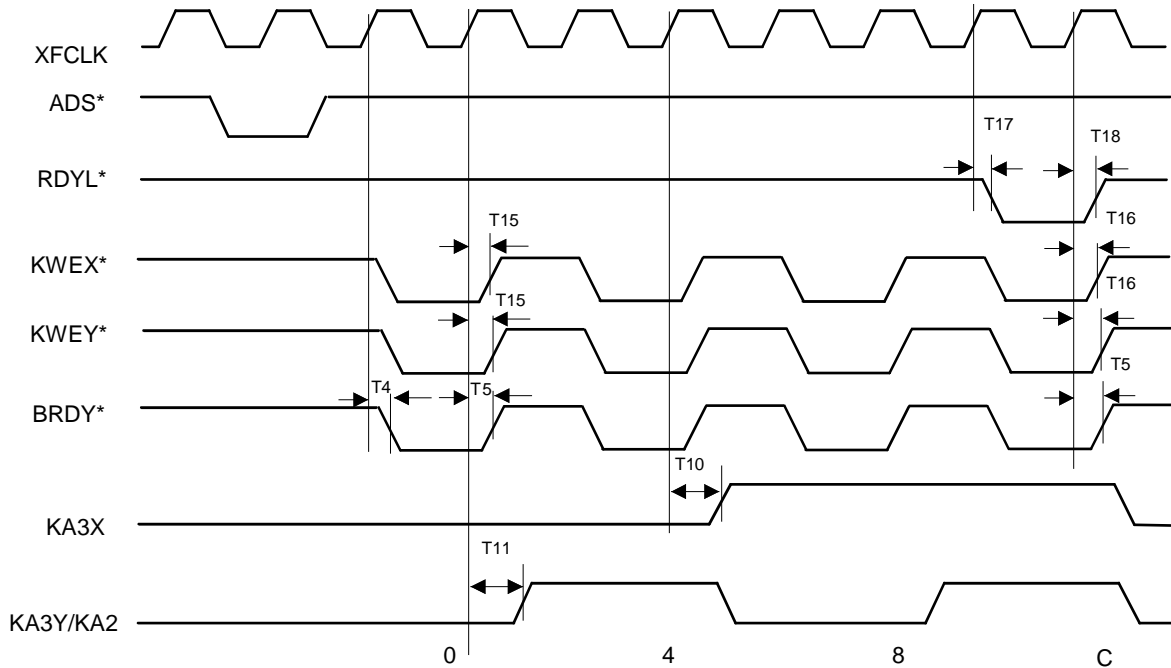 XFCLK
ADS*
T17
T18
RDYL*
T15
T16
KWEX*
T15
T16
KWEY*
T4
T5
T5
BRDY*
T10
KA3X
T11
KA3Y/KA2
0 4 8 C